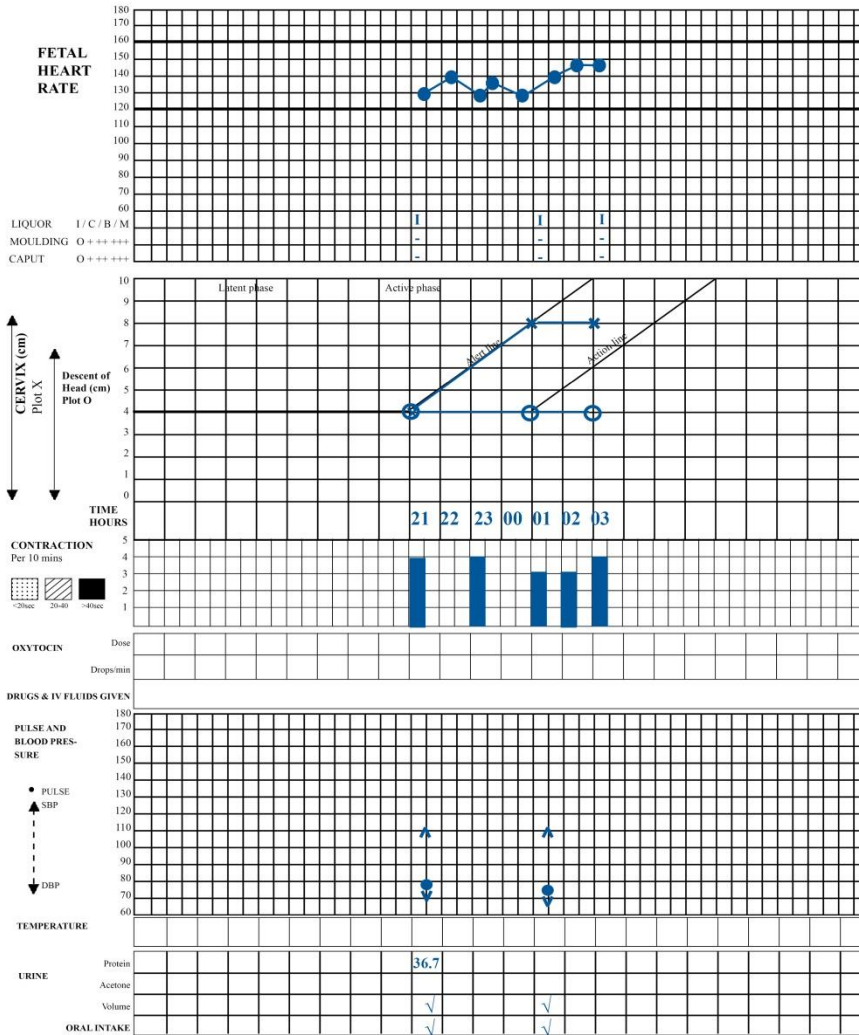 180
170
FETAL
HEART
RATE
160
150
140
130
120
110
100
90
80
70
60
LIQUOR I / C / B / M I I I
MOULDING O + ++ +++ - - -
CAPUT O + ++ +++ - - -
10 Latent phase Active phase
9
8
7
6
5
4
3
2
1
0
Alert line
Action line
CERVIX (cm)
Plot X
Descent of
Head (cm)
Plot O
TIME
HOURS
21 22 23 00 01 02 03
CONTRACTION
Per 10 mins
5
4
3
2
1
<20sec 20-40 >40sec
OXYTOCIN
Dose
Drops/min
DRUGS & IV FLUIDS GIVEN
PULSE AND
BLOOD PRES-
SURE
180
170
160
150
140
130
120
110
100
90
80
70
60
PULSE
SBP
DBP
TEMPERATURE
URINE
Protein 36.7
Acetone
Volume √ √
ORAL INTAKE √ √